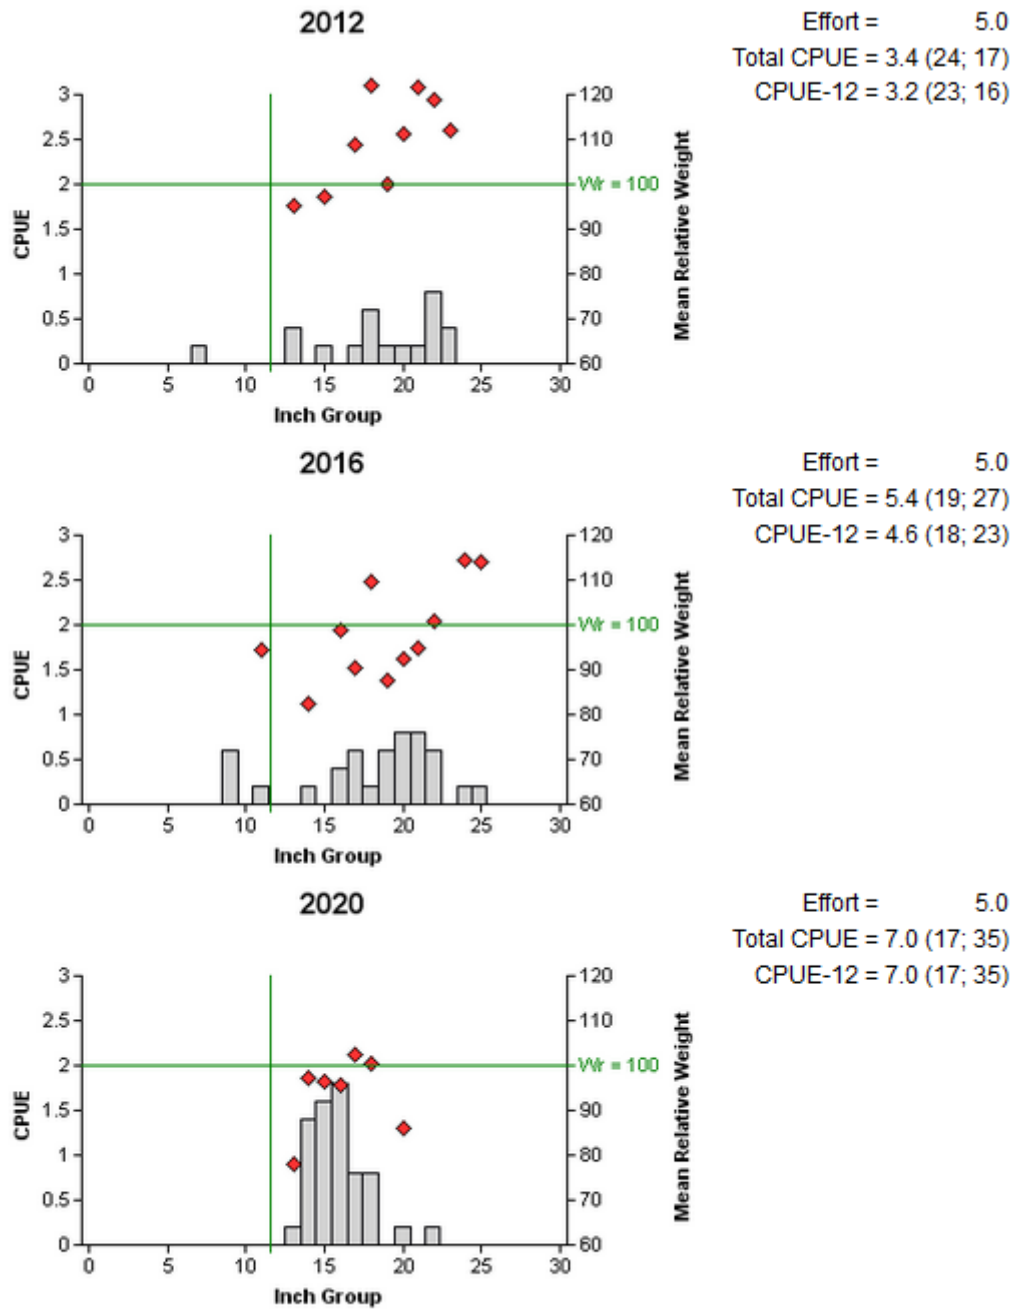 2012
Effort = 5.0
Total CPUE = 3.4 (24; 17)
CPUE-12 = 3.2 (23; 16)
3 120
2.5 110
2 Wr = 100
1.5 90
1 80
0.5 70
0 60
CPUE
Mean Relative Weight
0 5 10 15 20 25 30
Inch Group
2016
Effort = 5.0
Total CPUE = 5.4 (19; 27)
CPUE-12 = 4.6 (18; 23)
3 120
2.5 110
2 Wr = 100
1.5 90
1 80
0.5 70
0 60
CPUE
Mean Relative Weight
0 5 10 15 20 25 30
Inch Group
2020
Effort = 5.0
Total CPUE = 7.0 (17; 35)
CPUE-12 = 7.0 (17; 35)
3 120
2.5 110
2 Wr = 100
1.5 90
1 80
0.5 70
0 60
CPUE
Mean Relative Weight
0 5 10 15 20 25 30
Inch Group